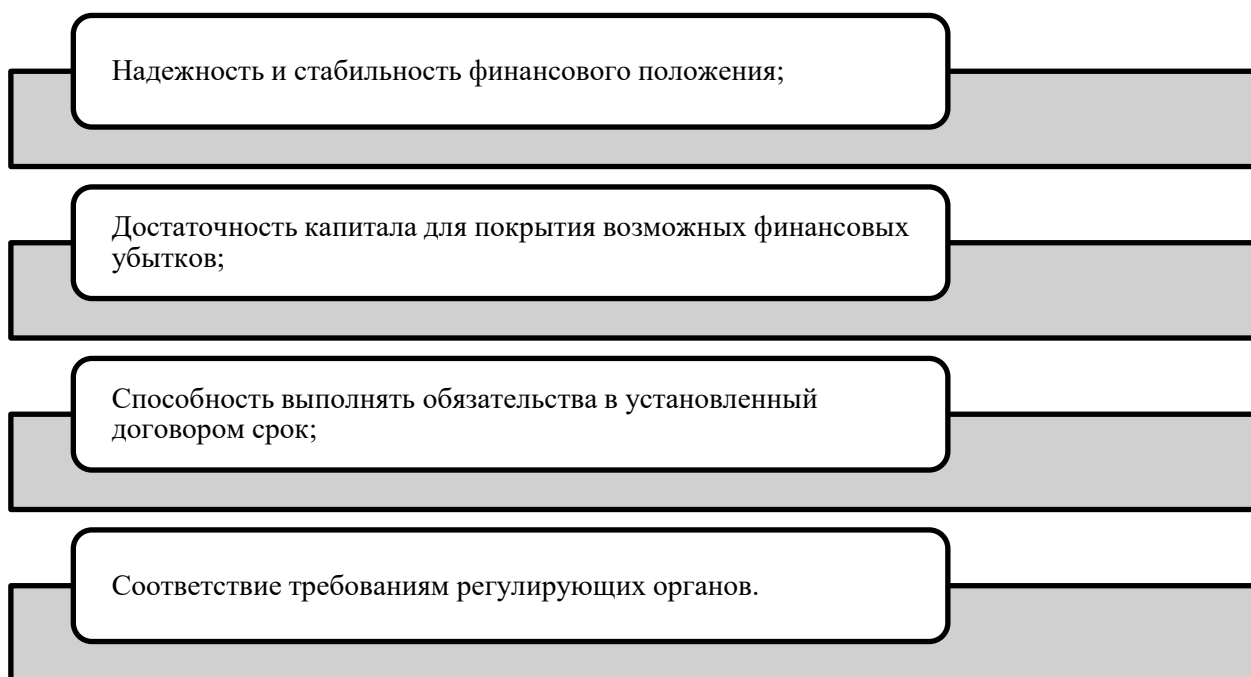 Надежность и стабильность финансового положения;
Достаточность капитала для покрытия возможных финансовых
убытков;
Способность выполнять обязательства в установленный
договором срок;
Соответствие требованиям регулирующих органов.